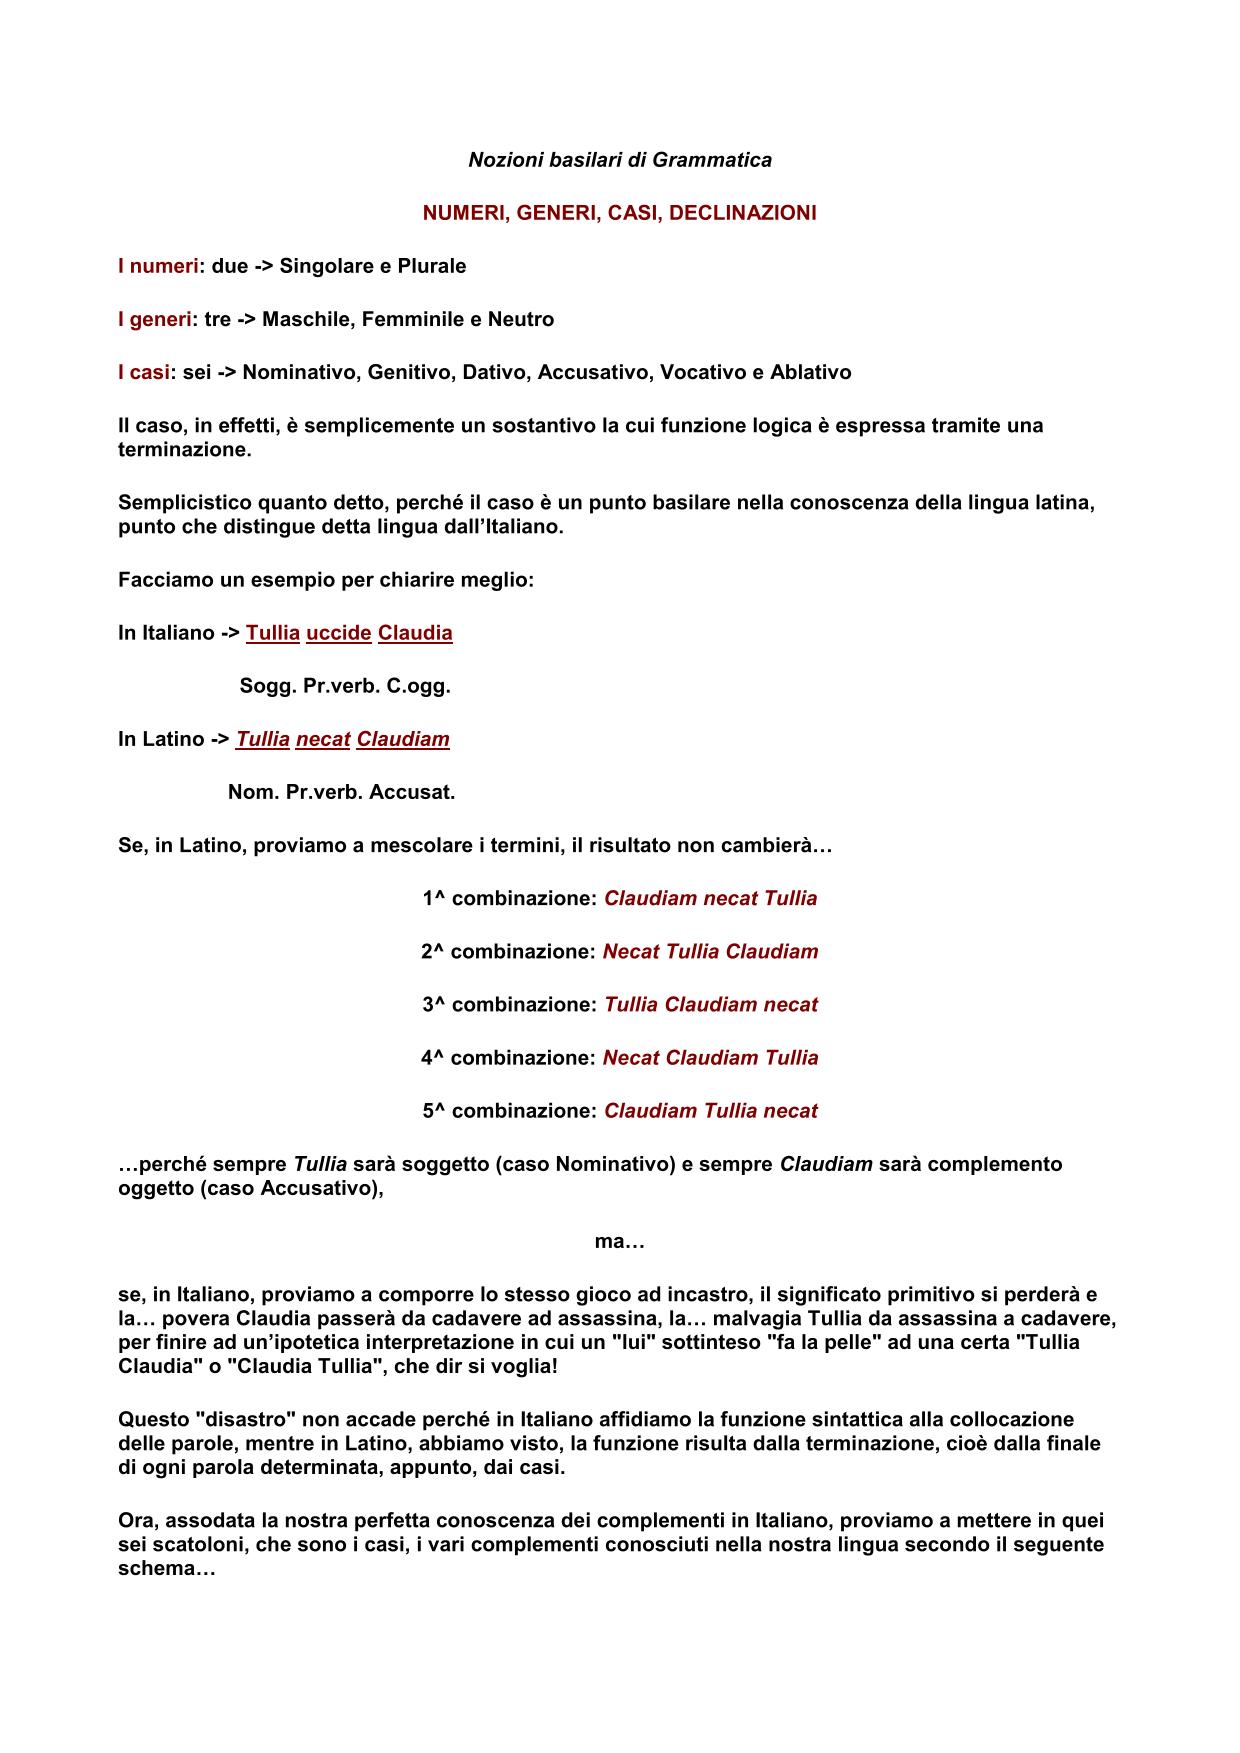 Nozioni basilari di Grammatica
NUMERI, GENERI, CASI, DECLINAZIONI
I numeri: due -> Singolare e Plurale
I generi: tre -> Maschile, Femminile e Neutro
I casi: sei -> Nominativo, Genitivo, Dativo, Accusativo, Vocativo e Ablativo
Il caso, in effetti, è semplicemente un sostantivo la cui funzione logica è espressa tramite una
terminazione.
Semplicistico quanto detto, perché il caso è un punto basilare nella conoscenza della lingua latina,
punto che distingue detta lingua dall’Italiano.
Facciamo un esempio per chiarire meglio:
In Italiano -> Tullia uccide Claudia
Sogg. Pr.verb. C.ogg.
In Latino -> Tullia necat Claudiam
Nom. Pr.verb. Accusat.
Se, in Latino, proviamo a mescolare i termini, il risultato non cambierà…
1^ combinazione: Claudiam necat Tullia
2^ combinazione: Necat Tullia Claudiam
3^ combinazione: Tullia Claudiam necat
4^ combinazione: Necat Claudiam Tullia
5^ combinazione: Claudiam Tullia necat
…perché sempre Tullia sarà soggetto (caso Nominativo) e sempre Claudiam sarà complemento
oggetto (caso Accusativo),
ma…
se, in Italiano, proviamo a comporre lo stesso gioco ad incastro, il significato primitivo si perderà e
la… povera Claudia passerà da cadavere ad assassina, la… malvagia Tullia da assassina a cadavere,
per finire ad un’ipotetica interpretazione in cui un "lui" sottinteso "fa la pelle" ad una certa "Tullia
Claudia" o "Claudia Tullia", che dir si voglia!
Questo "disastro" non accade perché in Italiano affidiamo la funzione sintattica alla collocazione
delle parole, mentre in Latino, abbiamo visto, la funzione risulta dalla terminazione, cioè dalla finale
di ogni parola determinata, appunto, dai casi.
Ora, assodata la nostra perfetta conoscenza dei complementi in Italiano, proviamo a mettere in quei
sei scatoloni, che sono i casi, i vari complementi conosciuti nella nostra lingua secondo il seguente
schema…